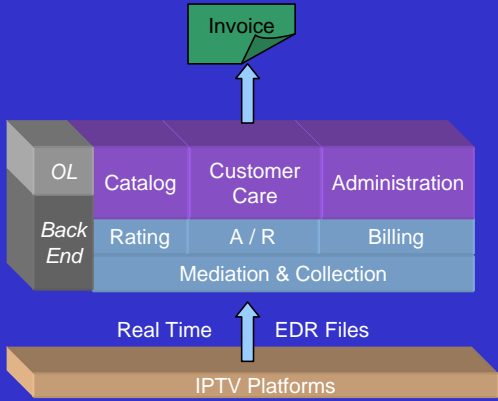 Invoice
OL
Catalog
Customer
Care
Administration
Back
End
Rating
A / R
Billing
Mediation & Collection
Real Time
EDR Files
IPTV Platforms